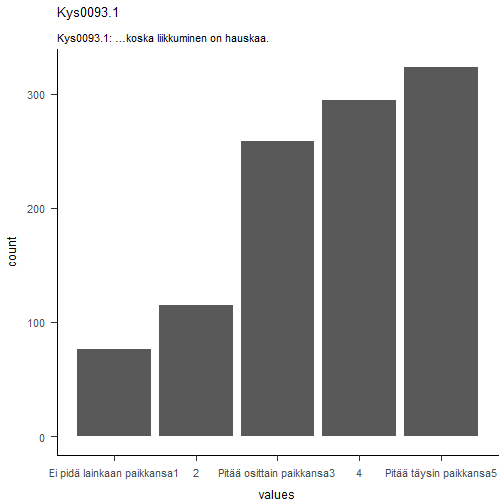 Kys0093.1
Kys0093.1: ...koska liikkuminen on hauskaa.
300
200
100
0
count
Ei pidä lainkaan paikkansa1 2 Pitää osittain paikkansa3 4 Pitää täysin paikkansa5
values